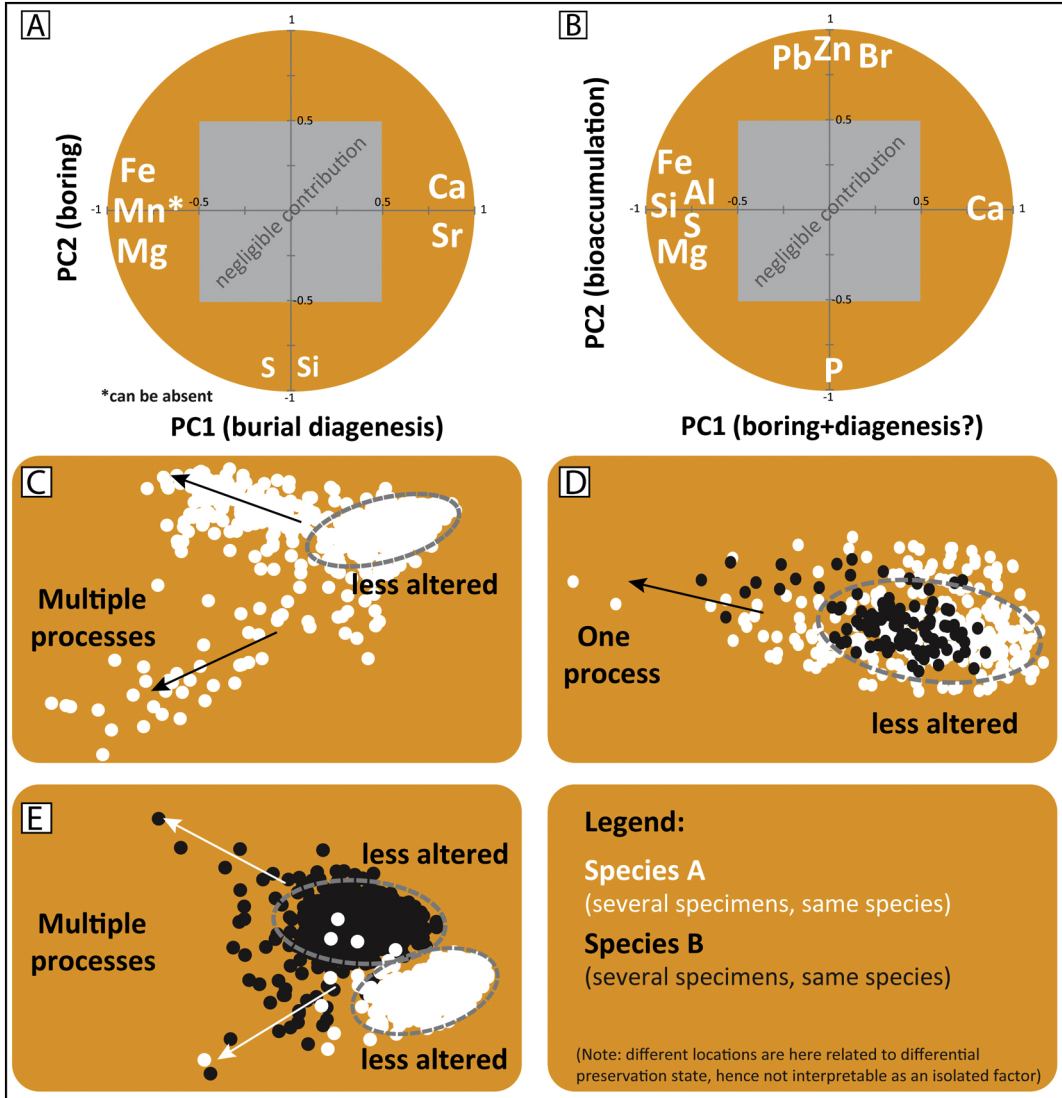 A
1
0.5
-1
-0.5
0.5
1
-0.5
-1
Fe
Mn*
Mg
Ca
Sr
S
Si
negligible contribution
PC2 (boring)
*can be absent
PC1 (burial diagenesis)
B
1
0.5
-1
-0.5
0.5
1
-0.5
-1
Pb
Zn
Br
Fe
Si
Al
S
Mg
Ca
P
negligible contribution
PC2 (bioaccumulation)
PC1 (boring+diagenesis?)
C
less altered
Multiple
processes
D
One
process
less altered
E
less altered
Multiple
processes
less altered
Legend:
Species A
(several specimens, same species)
Species B
(several specimens, same species)
(Note: different locations are here related to differential
preservation state, hence not interpretable as an isolated factor)